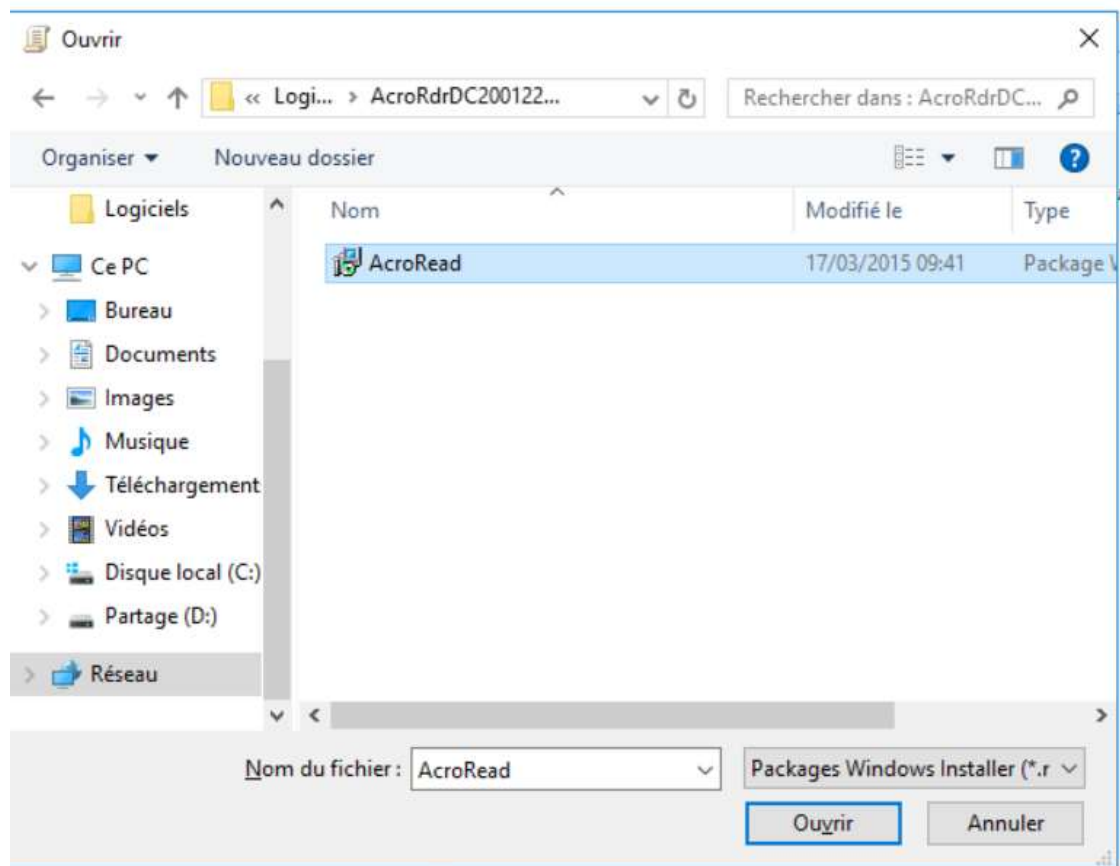 Ouvrir
« Logi... > AcroRdrDC200122...
Rechercher dans : AcroRdrDC...
Organiser
Nouveau dossier
Nom
Modifié le
Type
Logiciels
Ce PC
Bureau
Documents
Images
Musique
Téléchargement
Vidéos
Disque local (C:)
Partage (D:)
Réseau
AcroRead
17/03/2015 09:41
Package
Nom du fichier :
AcroRead
Packages Windows Installer (*.r
Ouvrir
Annuler